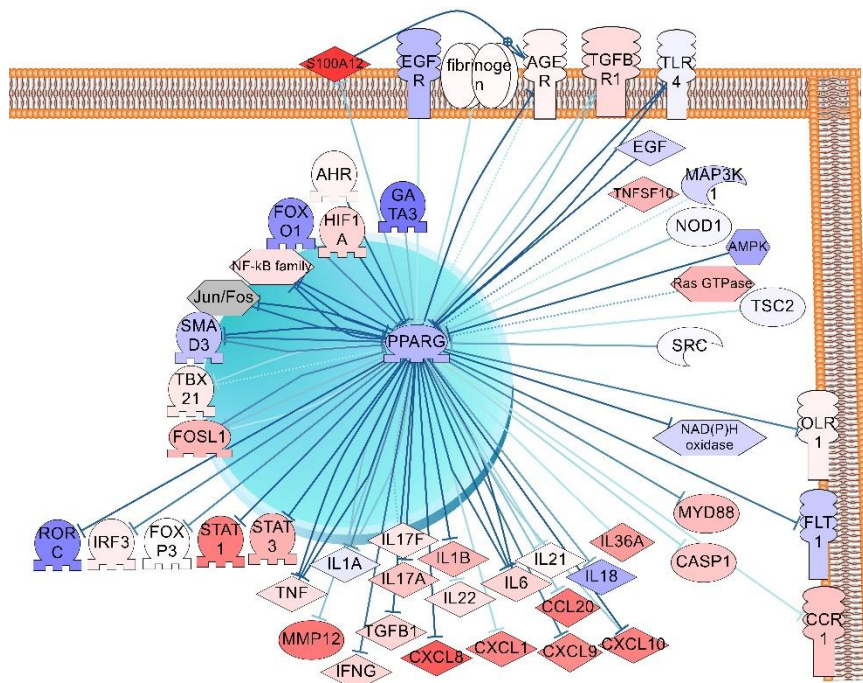 S100A12
EGF
R
fibri
nogen
n
AGE
R
TGFB
R1
TLR
4
EGF
TNFSF10
MAP3K
1
NOD1
AMPK
Ras GTPase
TSC2
SRC
AHR
GA
TA3
FOX
O1
HIF1
A
NF-kB family
Jun/Fos
SMA
D3
PPARG
TBX
21
FOSL1
NAD(P)H
oxidase
OLR
1
MYD88
FLT
1
CASP1
CCR
1
ROR
C
IRF3
FOX
P3
STAT
1
STAT
3
TNF
IL1A
IL17F
IL17A
IL1B
IL22
IL6
IL21
IL18
IL36A
CCL20
MMP12
TGFB1
IFNG
CXCL8
CXCL1
CXCL9
CXCL10